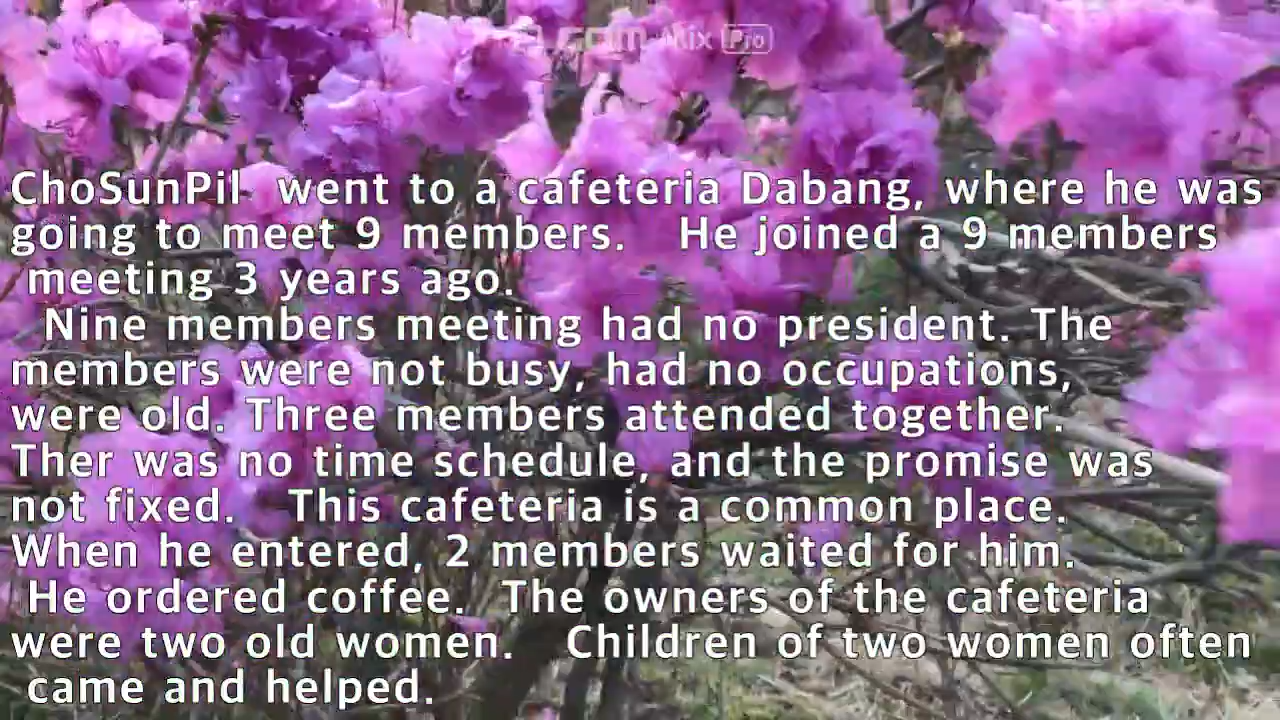 Mix Pro
ChoSunPil went to a cafeteria Dabang, where he was
going to meet 9 members. He joined a 9 members
meeting 3 years ago.
Nine members meeting had no president. The
members were not busy, had no occupations,
were old. Three members attended together.
Ther was no time schedule, and the promise was
not fixed. This cafeteria is a common place.
When he entered, 2 members waited for him.
He ordered coffee. The owners of the cafeteria
were two old women. Children of two women often
came and helped.